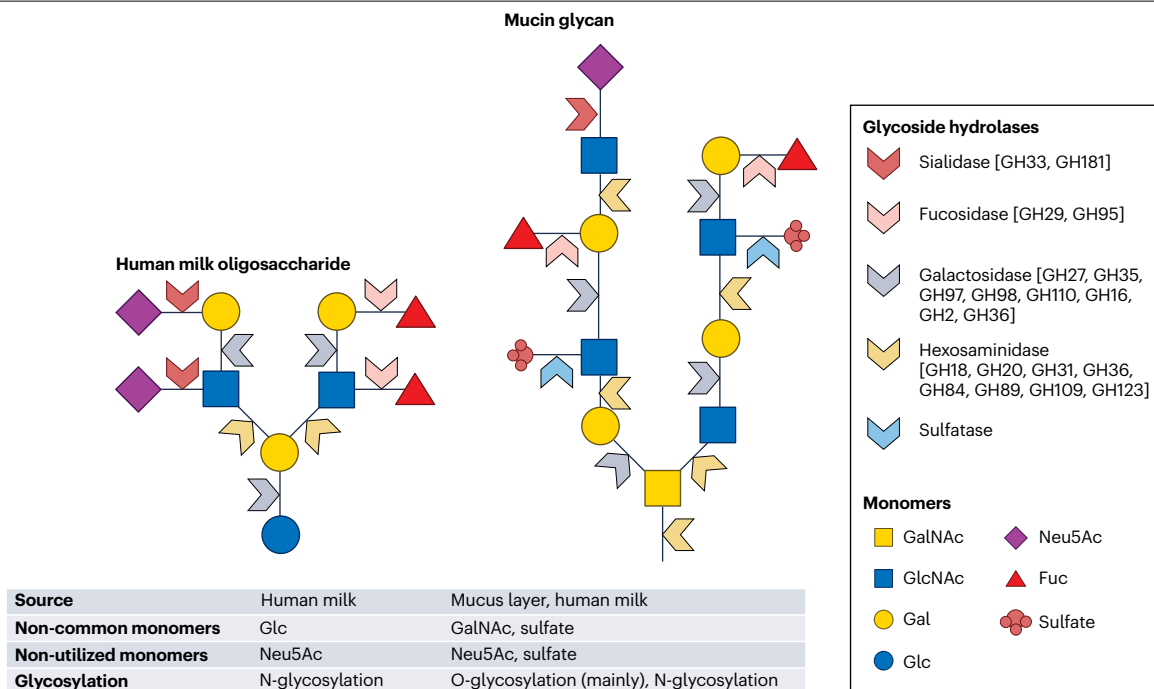 Mucin glycan
Human milk oligosaccharide
Source Human milk Mucus layer, human milk
Non-common monomers Glc GalNAc, sulfate
Non-utilized monomers Neu5Ac Neu5Ac, sulfate
Glycosylation N-glycosylation O-glycosylation (mainly), N-glycosylation
Glycoside hydrolases
Sialidase [GH33, GH181]
Fucosidase [GH29, GH95]
Galactosidase [GH27, GH35,
GH97, GH98, GH110, GH16,
GH2, GH36]
Hexosaminidase
[GH18, GH20, GH31, GH36,
GH84, GH89, GH109, GH123]
Sulfatase
Monomers
GalNAc Neu5Ac
GlcNAc Fuc
Gal Sulfate
Glc